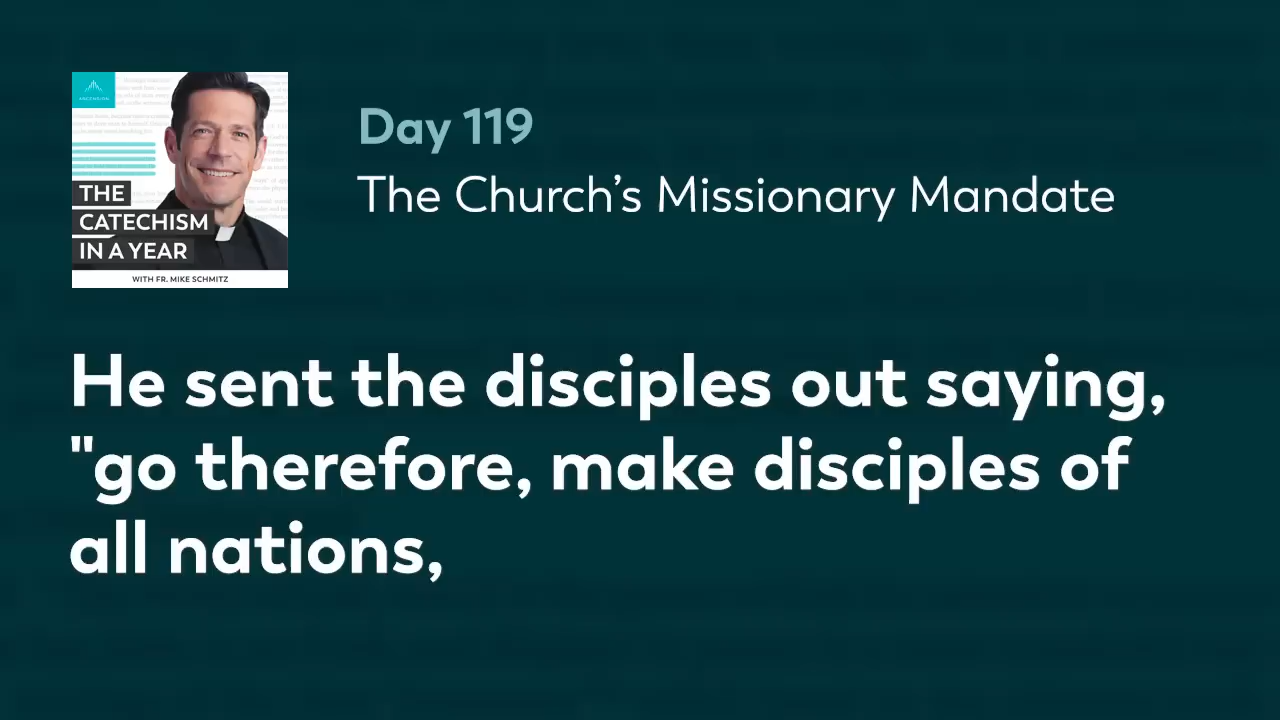 ASCENSION
Day 119
The Church’s Missionary Mandate
THE
CATECHISM
IN A YEAR
WITH FR. MIKE SCHMITZ
He sent the disciples out saying,
"go therefore, make disciples of
all nations,